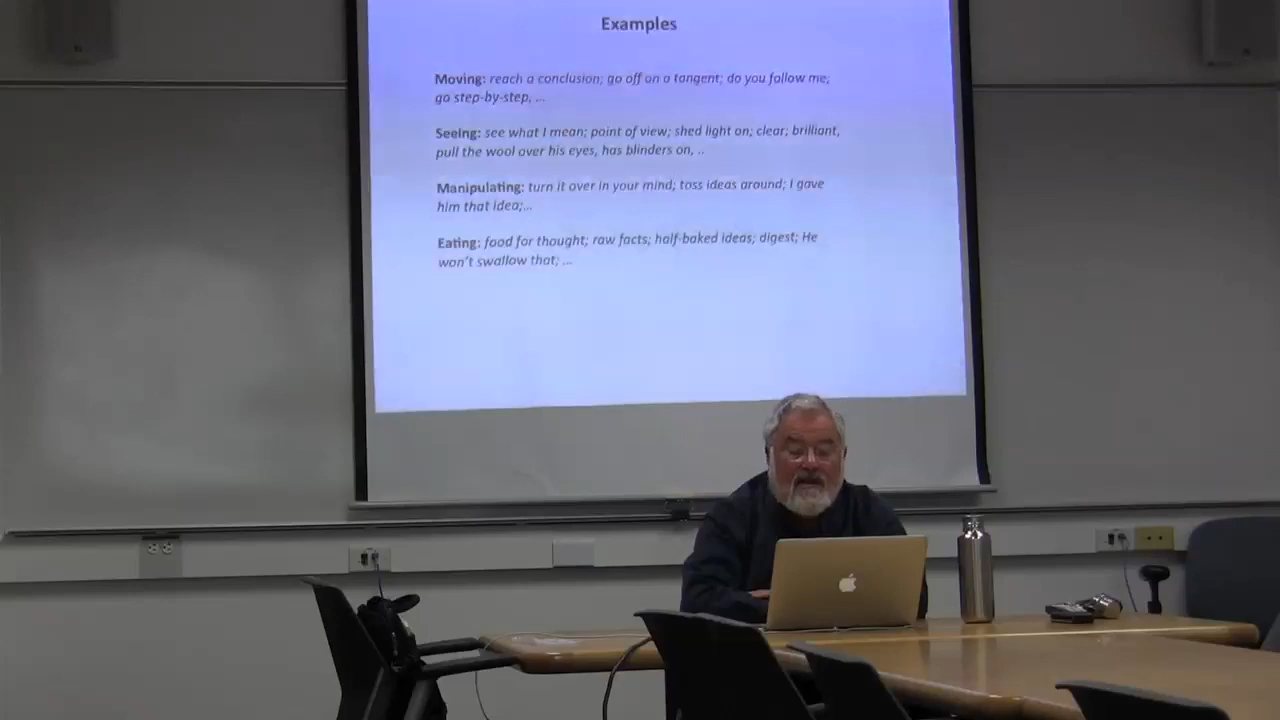 Examples
Moving: reach a conclusion; go off on a tangent; do you follow me;
go step-by-step, ...
Seeing: see what I mean; point of view; shed light on; clear; brilliant,
pull the wool over his eyes, has blinders on, ..
Manipulating: turn it over in your mind; toss ideas around; I gave
him that idea;...
Eating: food for thought; raw facts; half-baked ideas; digest; He
won't swallow that; ...